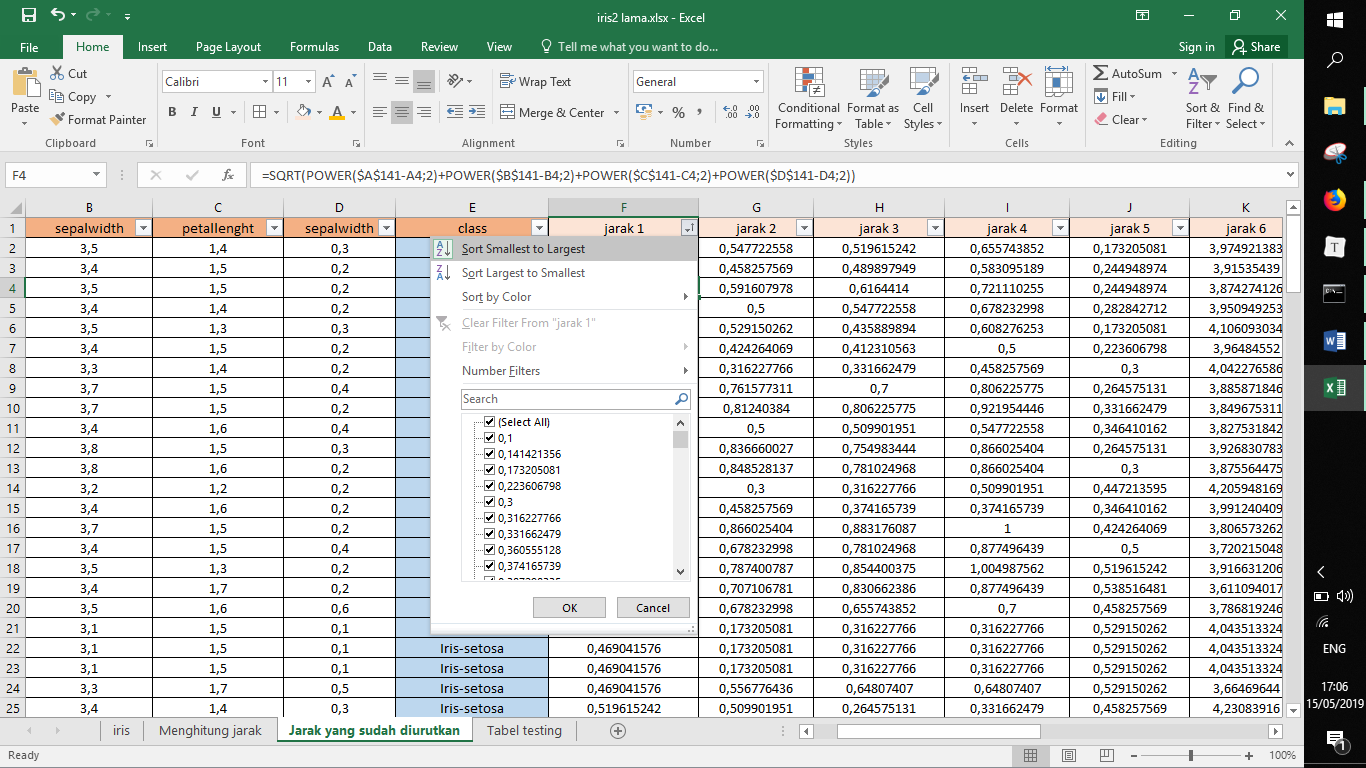 iris2 lama.xlsx - Excel
File Home Insert Page Layout Formulas Data Review View Tell me what you want to do... Sign in Share
Cut
Copy
Format Painter
Paste
Clipboard
Calibri 11
B I U
Font
Wrap Text
Merge & Center
Alignment
General
% ,
Number
Conditional Formatting
Format as Table
Cell Styles
Styles
Insert Delete Format
Cells
AutoSum
Fill
Clear
Sort & Filter
Find & Select
Editing
F4 fx =SQRT(POWER($A$141-A4;2)+POWER($B$141-B4;2)+POWER($C$141-C4;2)+POWER($D$141-D4;2))
B C D E F G H I J K
1 sepalwidth petallenght sepalwidth class jarak 1 jarak 2 jarak 3 jarak 4 jarak 5 jarak 6
2 3,5 1,4 0,3 0,547722558 0,519615242 0,655743852 0,173205081 3,974921383
3 3,4 1,5 0,2 0,458257569 0,489897949 0,583095189 0,244948974 3,91535439
4 3,5 1,5 0,2 0,591607978 0,6164414 0,721110255 0,244948974 3,874274126
5 3,4 1,4 0,2 0,5 0,547722558 0,678232998 0,282842712 3,950949253
6 3,5 1,3 0,3 0,529150262 0,435889894 0,608276253 0,173205081 4,106093034
7 3,4 1,5 0,2 0,424264069 0,412310563 0,5 0,223606798 3,96484552
8 3,3 1,4 0,2 0,316227766 0,331662479 0,458257569 0,3 4,042276586
9 3,7 1,5 0,4 0,761577311 0,7 0,806225775 0,264575131 3,885871846
10 3,7 1,5 0,2 0,81240384 0,806225775 0,921954446 0,331662479 3,849675311
11 3,4 1,6 0,4 0,5 0,509901951 0,547722558 0,346410162 3,827531842
12 3,8 1,5 0,3 0,836660027 0,754983444 0,866025404 0,264575131 3,926830783
13 3,8 1,6 0,2 0,848528137 0,781024968 0,866025404 0,3 3,875564475
14 3,2 1,2 0,2 0,3 0,316227766 0,509901951 0,447213595 4,205948169
15 3,4 1,6 0,2 0,458257569 0,374165739 0,374165739 0,346410162 3,991240409
16 3,7 1,5 0,2 0,866025404 0,883176087 1 0,424264069 3,806573262
17 3,4 1,5 0,4 0,678232998 0,781024968 0,877496439 0,5 3,720215048
18 3,5 1,3 0,2 0,787400787 0,854400375 1,004987562 0,519615242 3,916631206
19 3,4 1,7 0,2 0,707106781 0,830662386 0,877496439 0,538516481 3,611094017
20 3,5 1,6 0,6 0,678232998 0,655743852 0,7 0,458257569 3,786819246
21 3,1 1,5 0,1 0,173205081 0,316227766 0,316227766 0,529150262 4,043513324
22 3,1 1,5 0,1 Iris-setosa 0,469041576 0,173205081 0,316227766 0,316227766 0,529150262 4,043513324
23 3,1 1,5 0,1 Iris-setosa 0,469041576 0,173205081 0,316227766 0,316227766 0,529150262 4,043513324
24 3,3 1,7 0,5 Iris-setosa 0,469041576 0,556776436 0,64807407 0,64807407 0,529150262 3,66469644
25 3,4 1,4 0,3 Iris-setosa 0,519615242 0,509901951 0,264575131 0,331662479 0,458257569 4,23083916
Sort Smallest to Largest
Sort Largest to Smallest
Sort by Color
Clear Filter From "jarak 1"
Filter by Color
Number Filters
Search
(Select All)
0,1
0,141421356
0,173205081
0,223606798
0,3
0,316227766
0,331662479
0,360555128
0,374165739
OK Cancel
iris Menghitung jarak Jarak yang sudah diurutkan Tabel testing
Ready 100%
ENG
17:06
15/05/2019
1